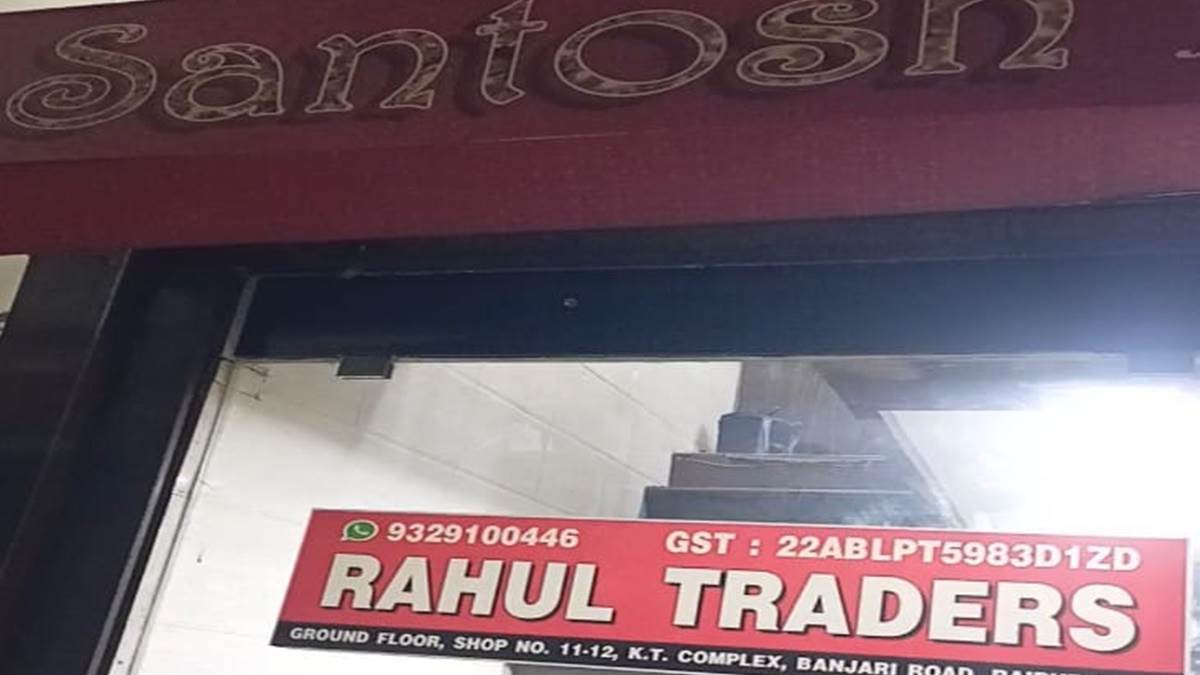 Santosh
9329100446 GST : 22ABLPT5983D1ZD
RAHUL TRADERS
GROUND FLOOR, SHOP NO. 11-12, K.T. COMPLEX, BANJARI ROAD,